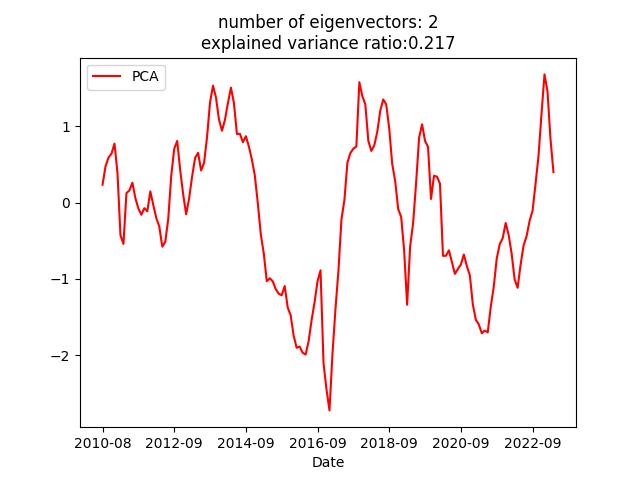 number of eigenvectors: 2
explained variance ratio:0.217
PCA
1
0
−1
−2
2010-08 2012-09 2014-09 2016-09 2018-09 2020-09 2022-09
Date